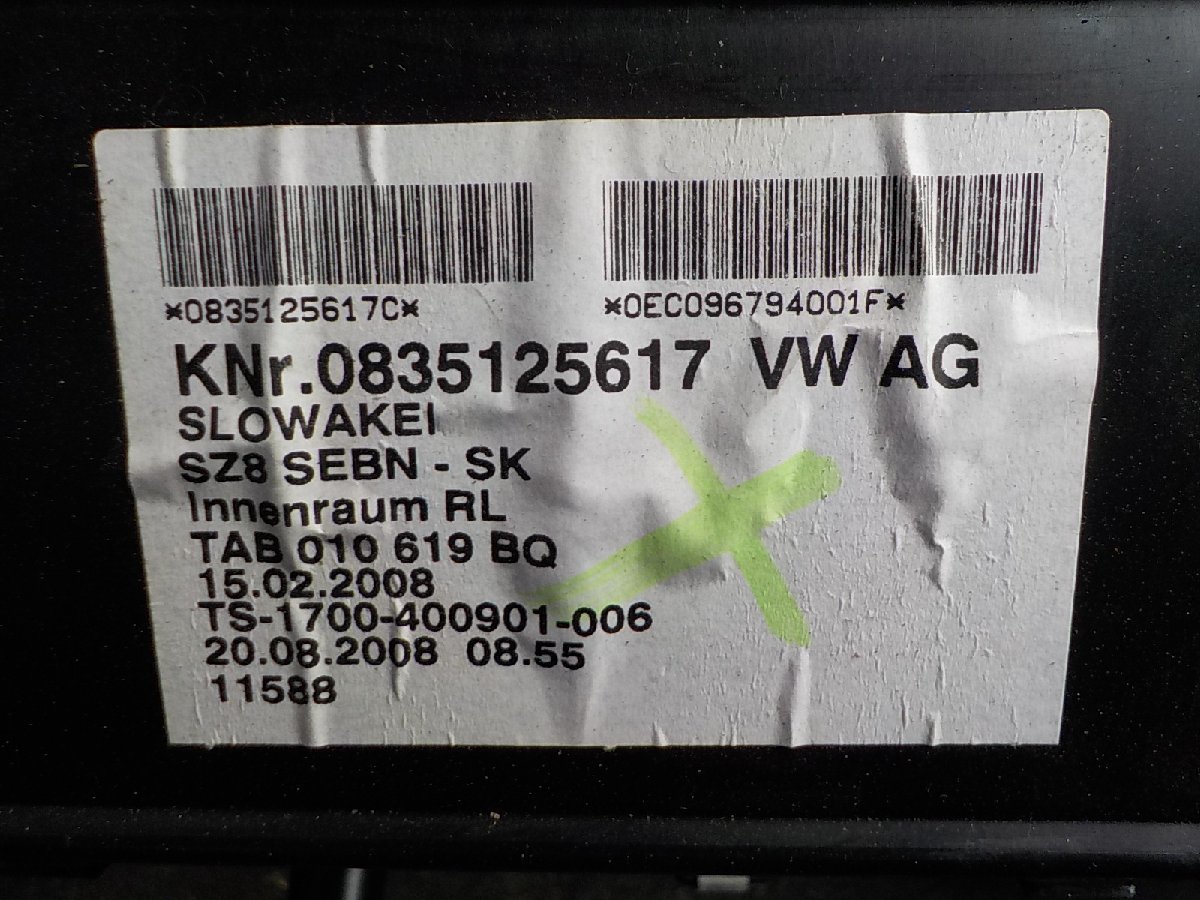 *0835125617C* *0EC096794001F*
KNr.0835125617 VW AG
SLOWAKEI
SZ8 SEBN - SK
Innenraum RL
TAB 010 619 BQ
15.02.2008
TS-1700-400901-006
20.08.2008 08.55
11588